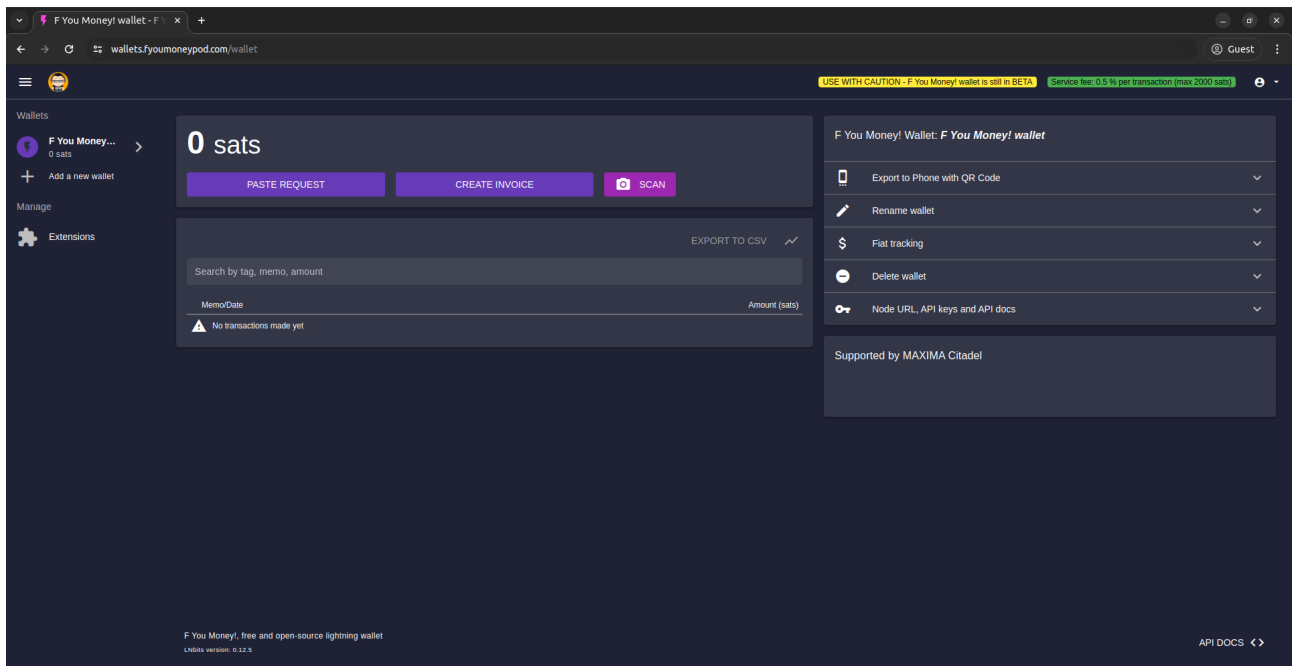 F You Money! wallet - F Y
wallets.fyoumoneypod.com/wallet
Guest
USE WITH CAUTION - F You Money! wallet is still in BETA
Service fee: 0.5 % per transaction (max 2000 sats)
Wallets
F You Money...
0 sats
Add a new wallet
Manage
Extensions
0 sats
PASTE REQUEST
CREATE INVOICE
SCAN
EXPORT TO CSV
Search by tag, memo, amount
Memo/Date Amount (sats)
No transactions made yet
F You Money! Wallet: F You Money! wallet
Export to Phone with QR Code
Rename wallet
Fiat tracking
Delete wallet
Node URL, API keys and API docs
Supported by MAXIMA Citadel
F You Money!, free and open-source lightning wallet
LNbits version: 0.12.5
API DOCS